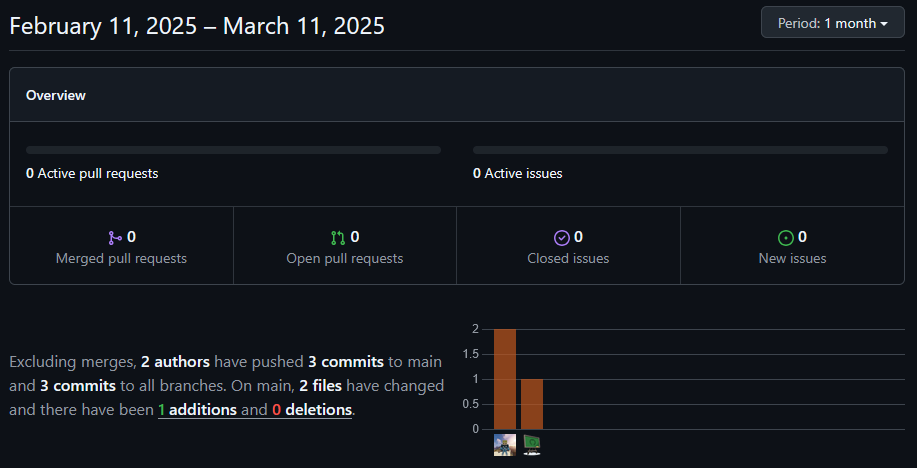 February 11, 2025 – March 11, 2025
Period: 1 month
Overview
0 Active pull requests
0 Active issues
0
Merged pull requests
0
Open pull requests
0
Closed issues
0
New issues
Excluding merges, 2 authors have pushed 3 commits to main
and 3 commits to all branches. On main, 2 files have changed
and there have been 1 additions and 0 deletions.
2
1.5
1
0.5
0